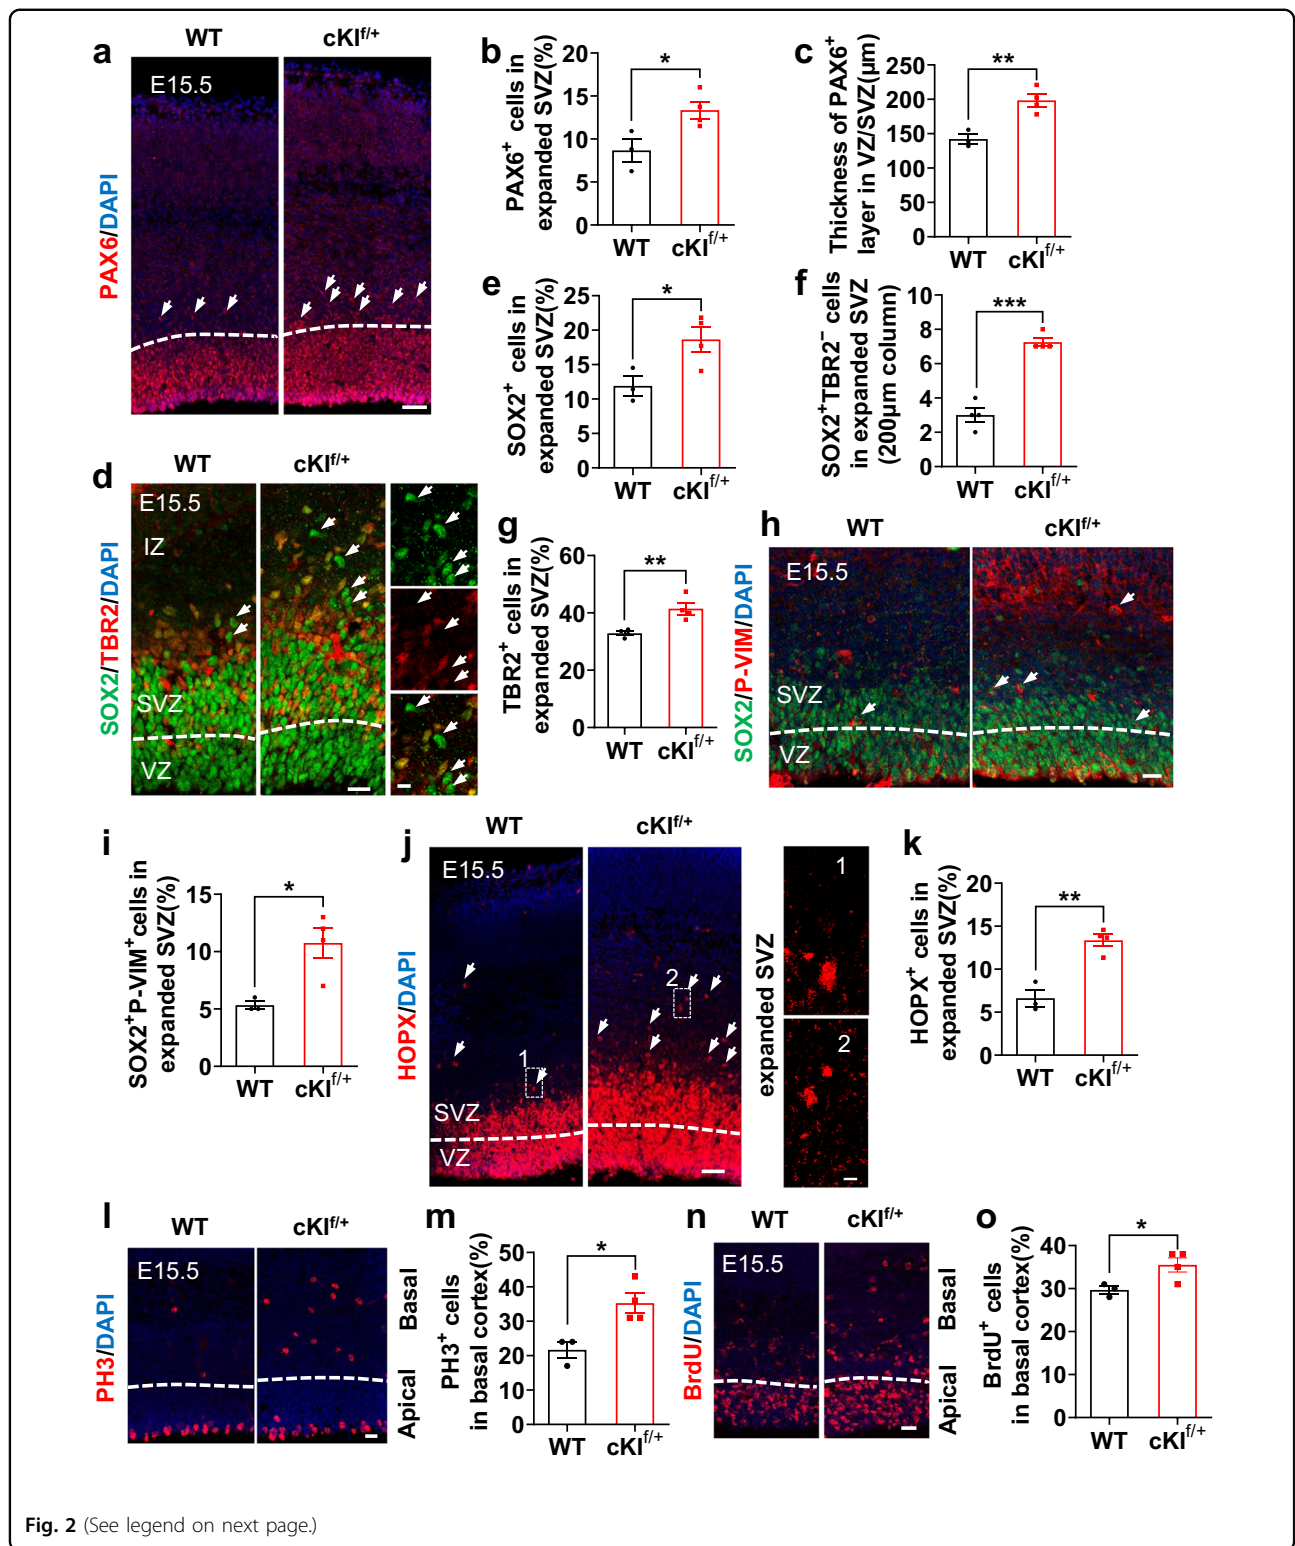 a
WT
cKIf/+
E15.5
PAX6/DAPI
b
PAX6+ cells in
expanded SVZ(%)
20
15
10
5
0
*
WT
cKIf/+
c
Thickness of PAX6+
layer in VZ/SVZ(μm)
250
200
150
100
50
0
**
WT
cKIf/+
d
WT
cKIf/+
E15.5
IZ
SVZ
VZ
SOX2/TBR2/DAPI
e
SOX2+ cells in
expanded SVZ(%)
25
20
15
10
5
0
*
WT
cKIf/+
f
SOX2+TBR2− cells
in expanded SVZ
(200μm column)
8
6
4
2
0
***
WT
cKIf/+
g
TBR2+ cells in
expanded SVZ(%)
60
40
20
0
**
WT
cKIf/+
h
WT
cKIf/+
E15.5
SVZ
VZ
SOX2/P-VIM/DAPI
i
SOX2+P-VIM+cells in
expanded SVZ(%)
15
10
5
0
*
WT
cKIf/+
j
WT
cKIf/+
E15.5
1
2
SVZ
VZ
HOPX/DAPI
expanded SVZ
1
2
k
HOPX+ cells in
expanded SVZ(%)
20
15
10
5
0
**
WT
cKIf/+
l
WT
cKIf/+
E15.5
PH3/DAPI
Basal
Apical
m
PH3+ cells
in basal cortex(%)
50
40
30
20
10
0
*
WT
cKIf/+
n
WT
cKIf/+
E15.5
BrdU/DAPI
Basal
Apical
o
BrdU+ cells
in basal cortex(%)
40
30
20
10
0
*
WT
cKIf/+
Fig. 2 (See legend on next page.)